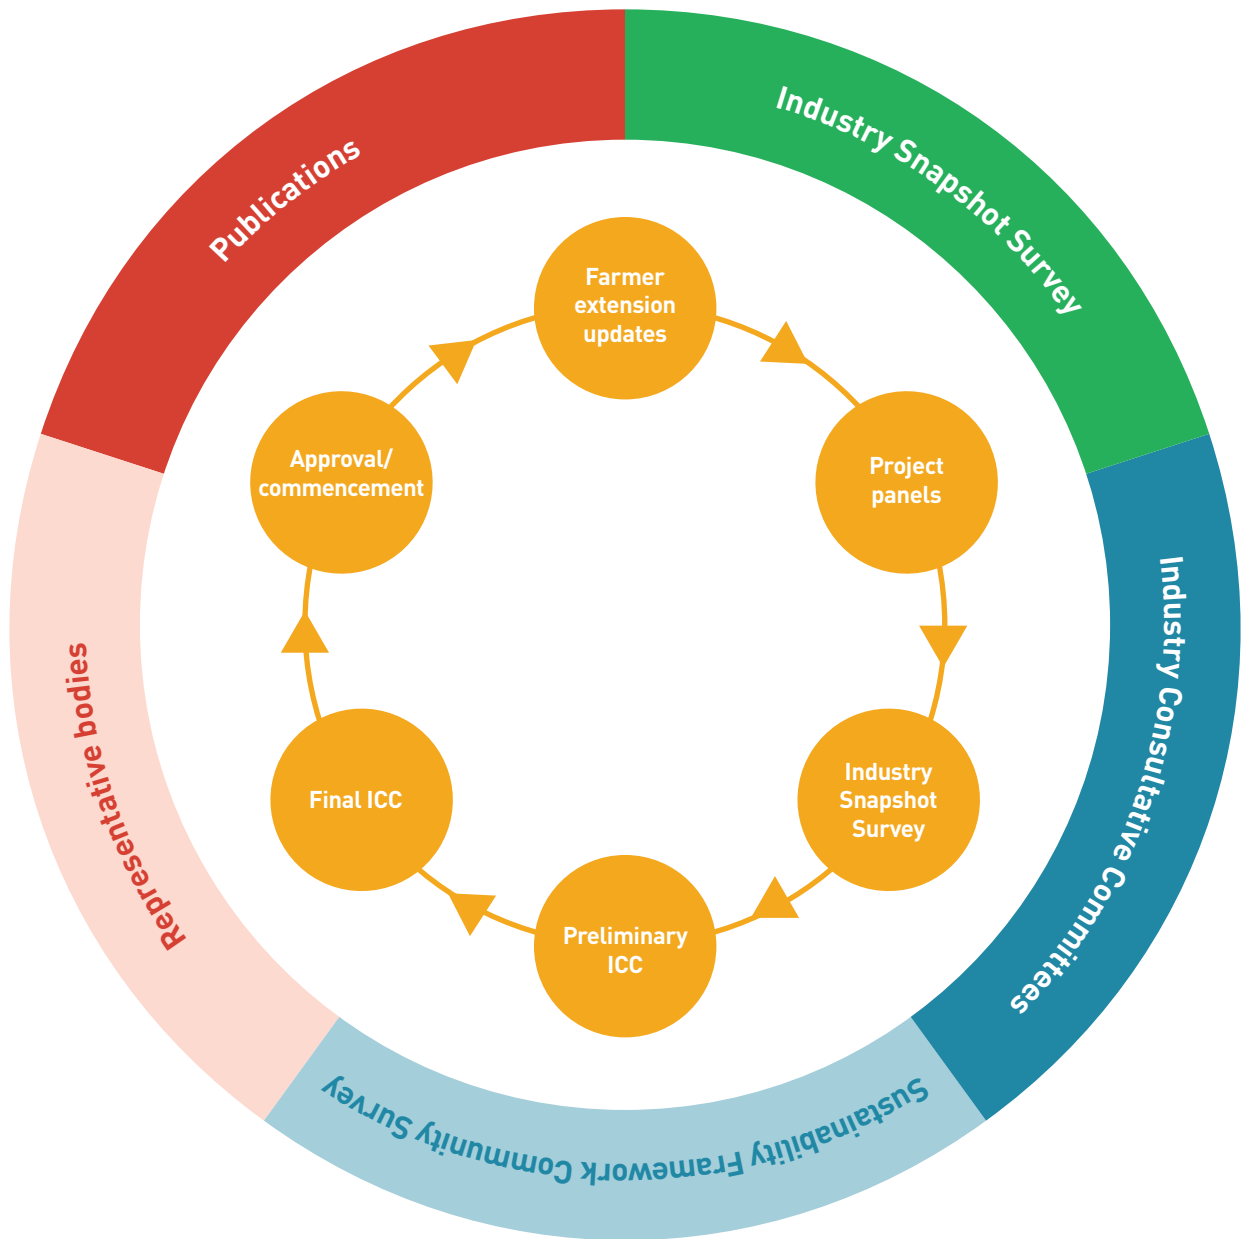 Industry Snapshot Survey
Industry Consultative Committees
Sustainability Framework Community Survey
Representative bodies
Publications
Farmer
extension
updates
Project
panels
Industry
Snapshot
Survey
Preliminary
ICC
Final ICC
Approval/
commencement